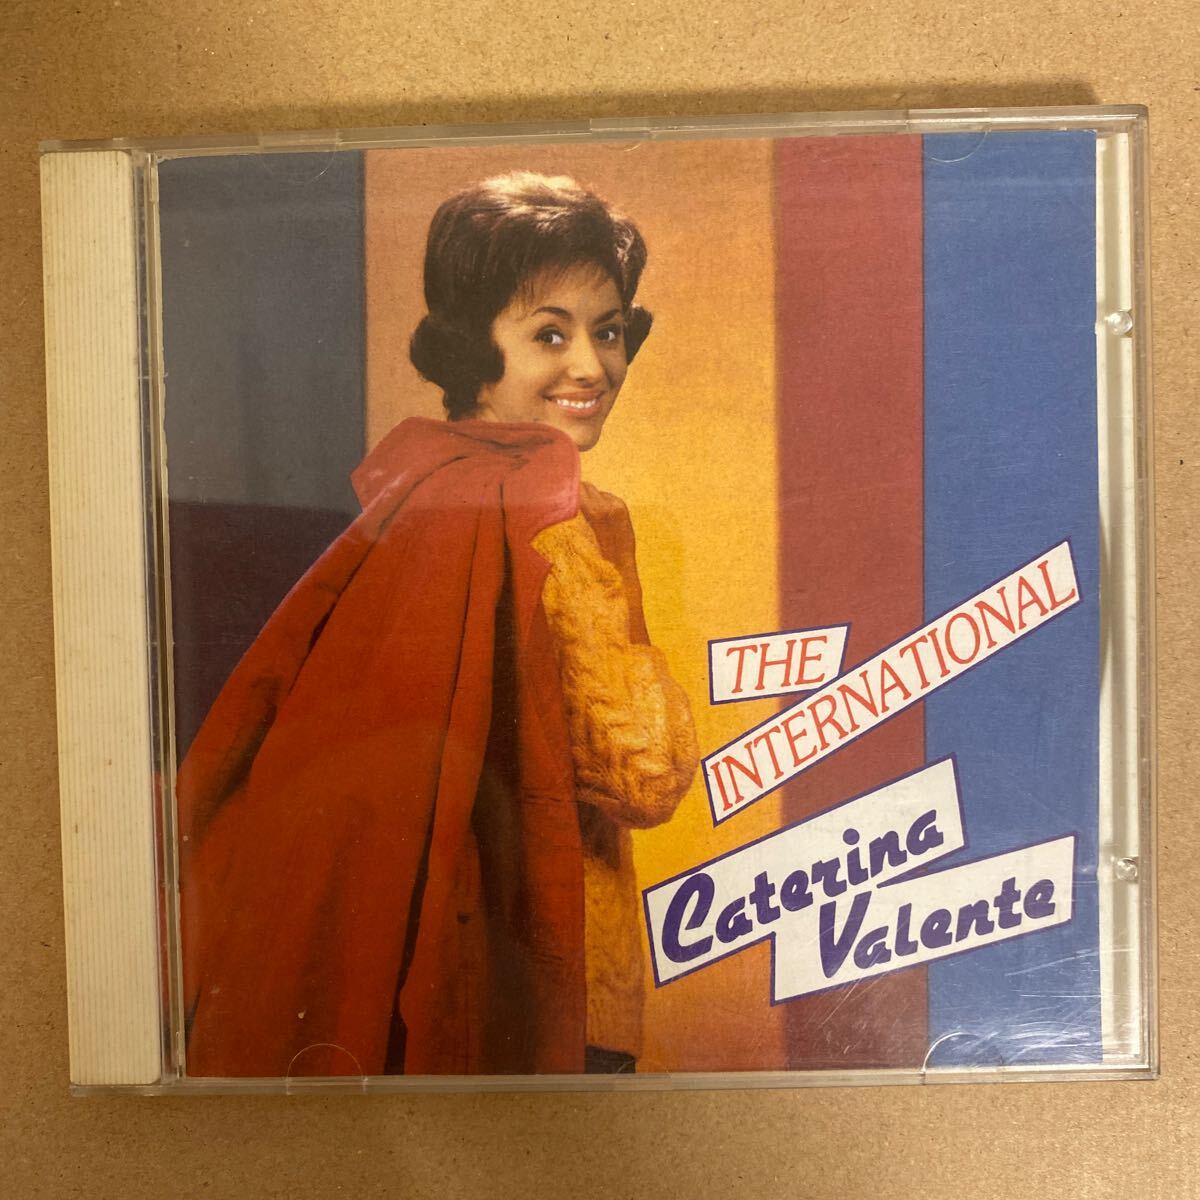 THE
INTERNATIONAL
Caterina
Valente